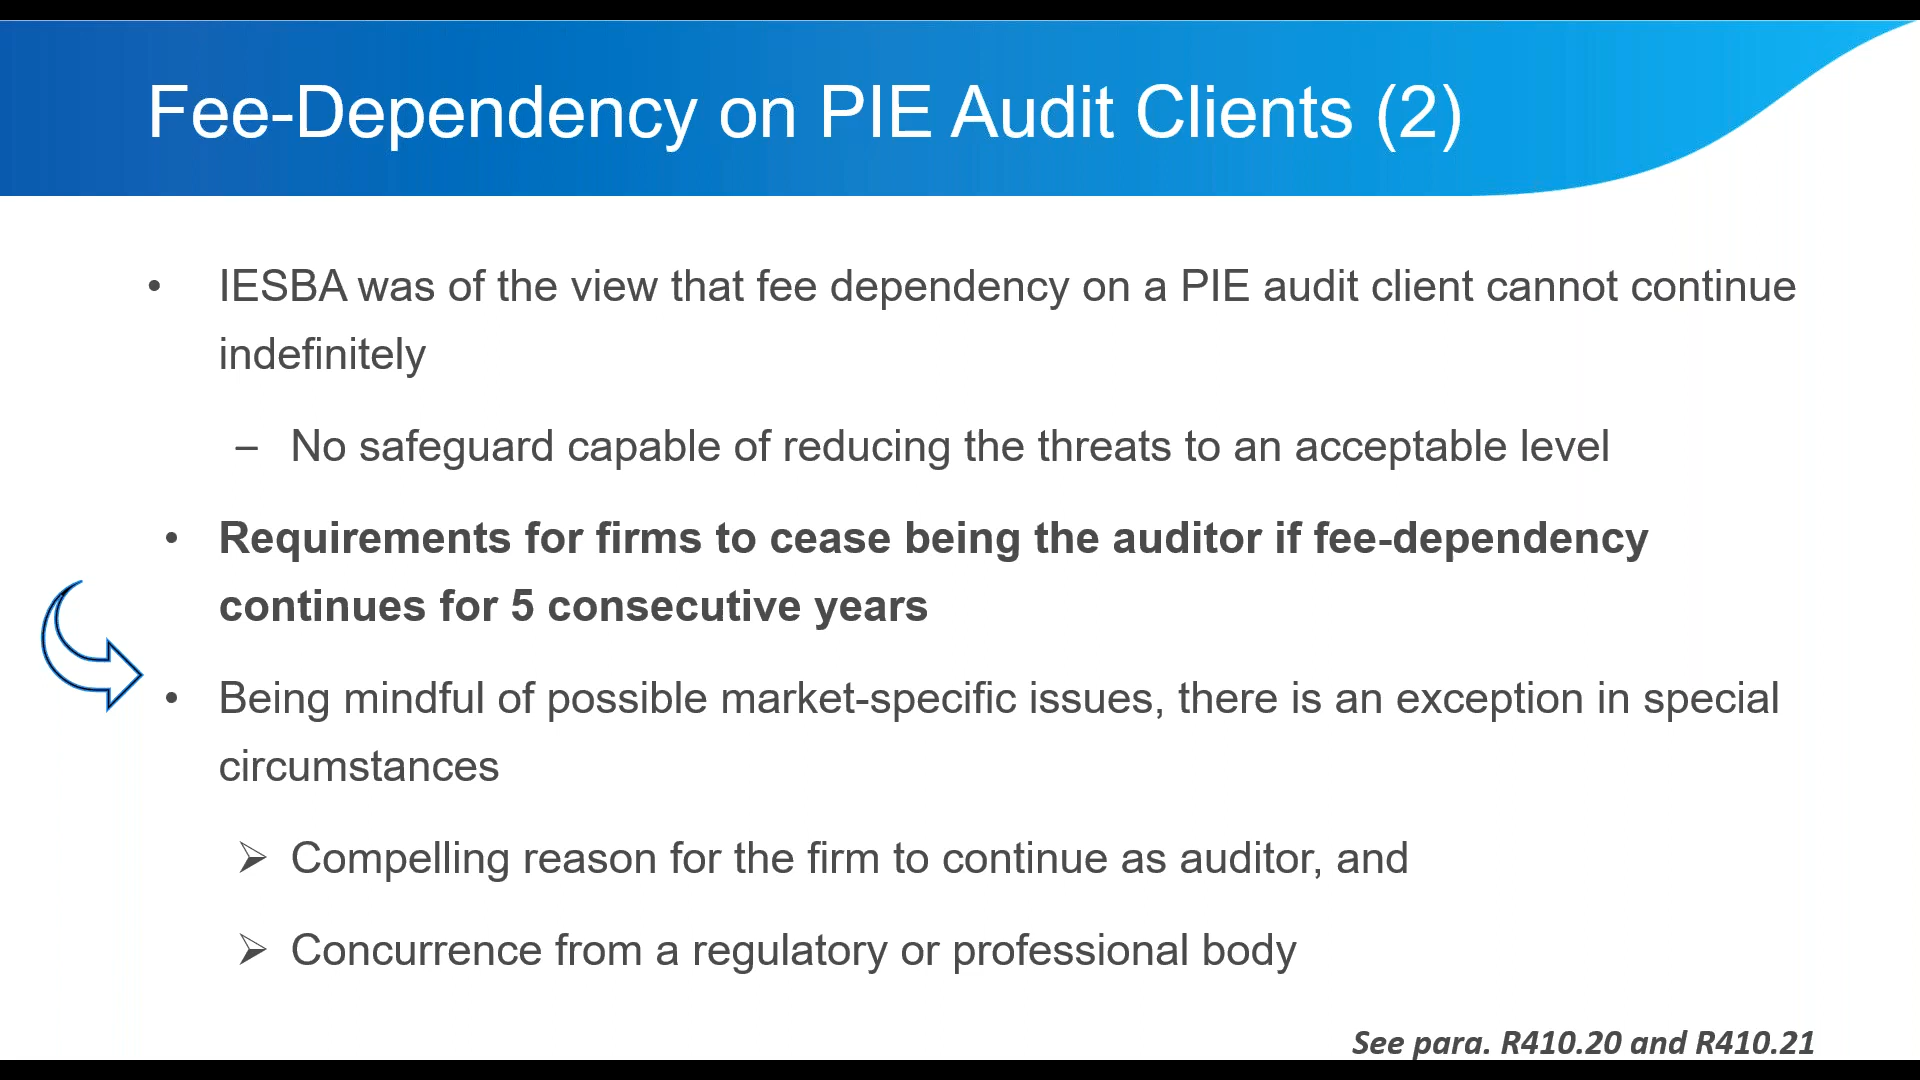 Fee-Dependency on PIE Audit Clients (2)
• IESBA was of the view that fee dependency on a PIE audit client cannot continue
indefinitely
– No safeguard capable of reducing the threats to an acceptable level
• Requirements for firms to cease being the auditor if fee-dependency
continues for 5 consecutive years
• Being mindful of possible market-specific issues, there is an exception in special
circumstances
➢ Compelling reason for the firm to continue as auditor, and
➢ Concurrence from a regulatory or professional body
See para. R410.20 and R410.21